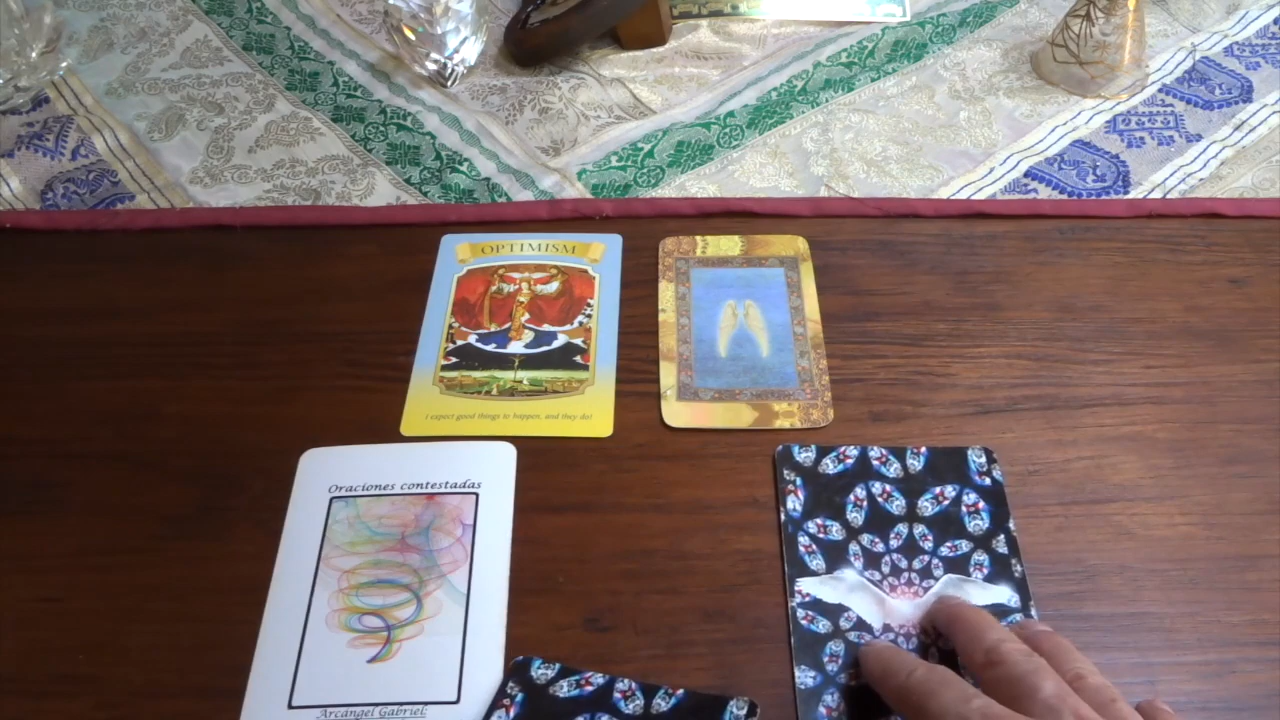 OPTIMISM
I expect good things to happen, and they do!
Oraciones contestadas
Arcángel Gabriel: